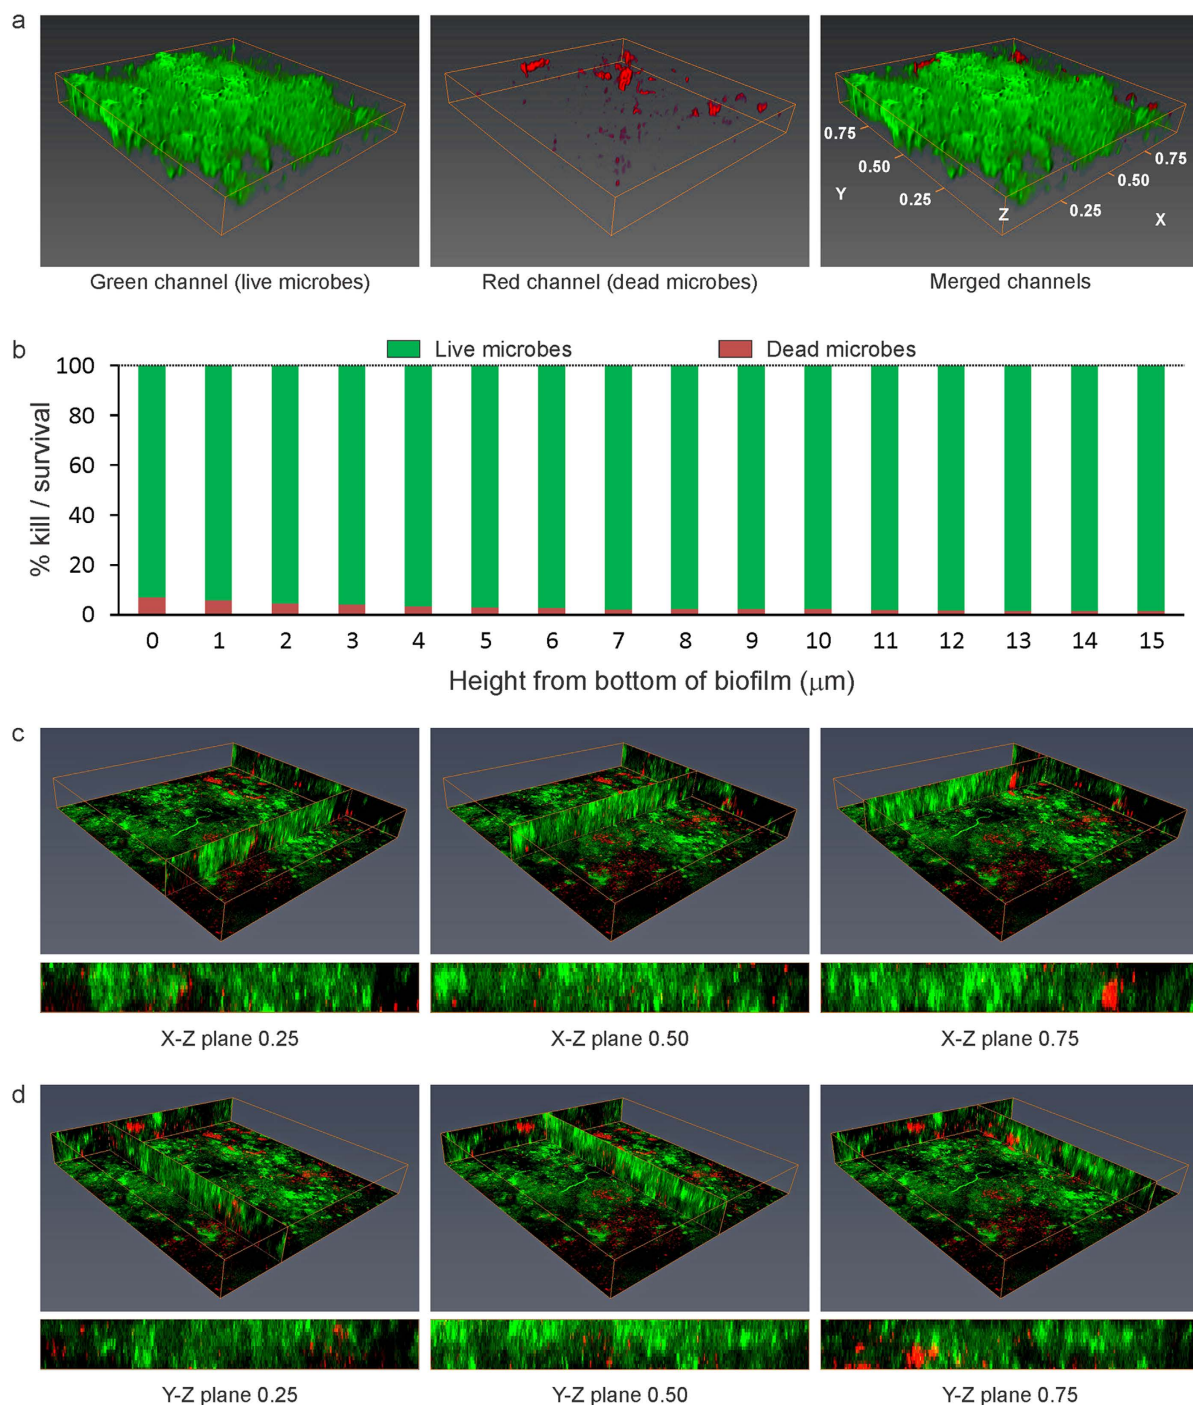 a
0.75
0.50
0.25
Y
Z
0.25
0.50
0.75
X
Green channel (live microbes)
Red channel (dead microbes)
Merged channels
b
Live microbes
Dead microbes
100
80
60
40
20
0
% kill / survival
0 1 2 3 4 5 6 7 8 9 10 11 12 13 14 15
Height from bottom of biofilm (μm)
c
X-Z plane 0.25
X-Z plane 0.50
X-Z plane 0.75
d
Y-Z plane 0.25
Y-Z plane 0.50
Y-Z plane 0.75